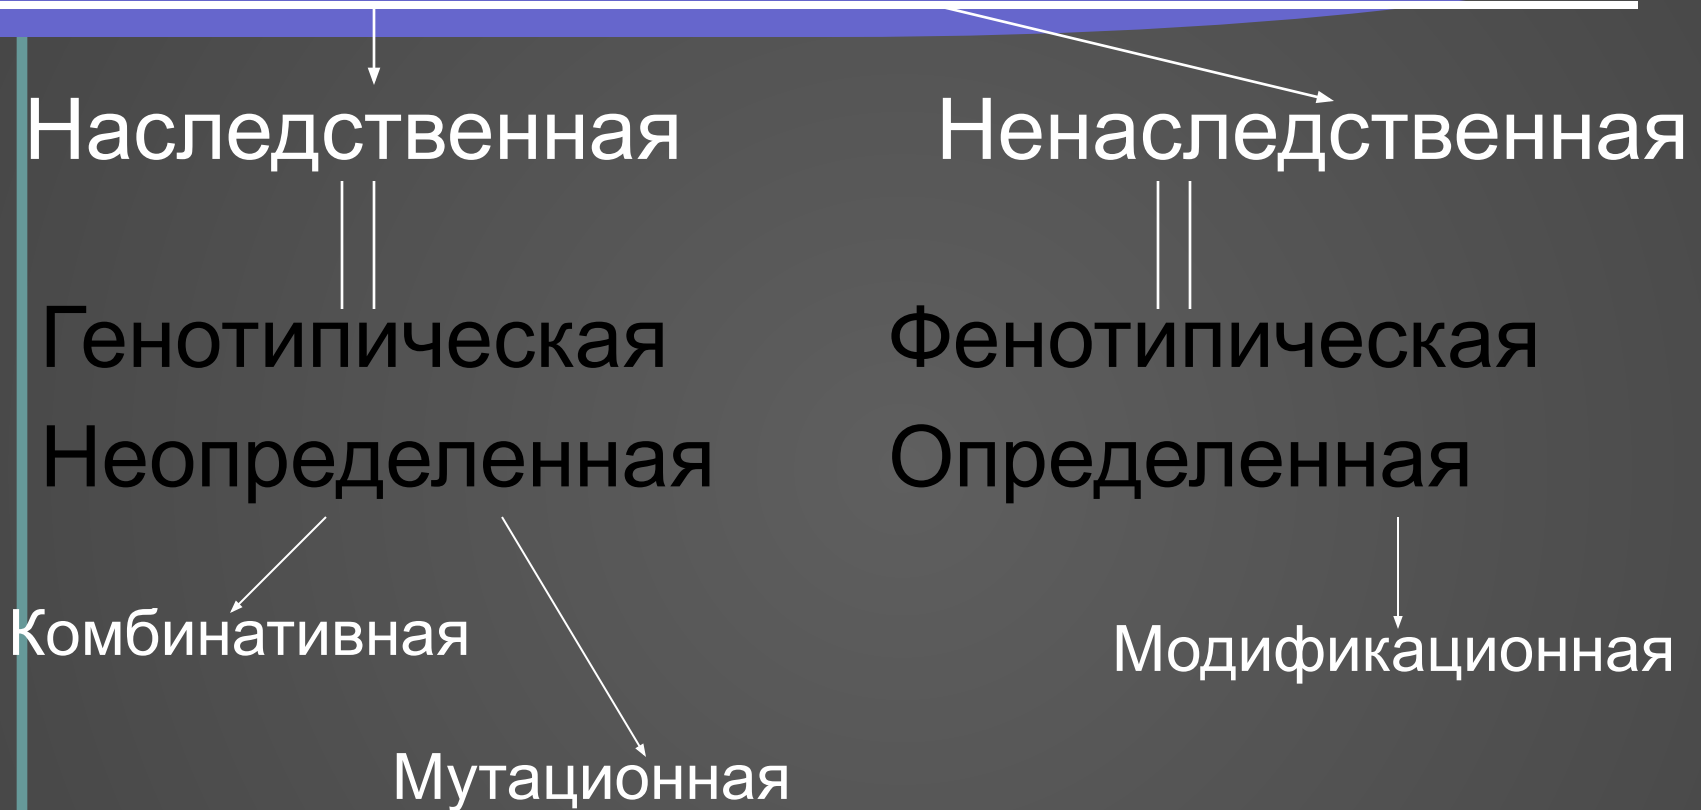 Наследственная Ненаследственная
Генотипическая Фенотипическая
Неопределенная Определенная
Комбинативная
Модификационная
Мутационная